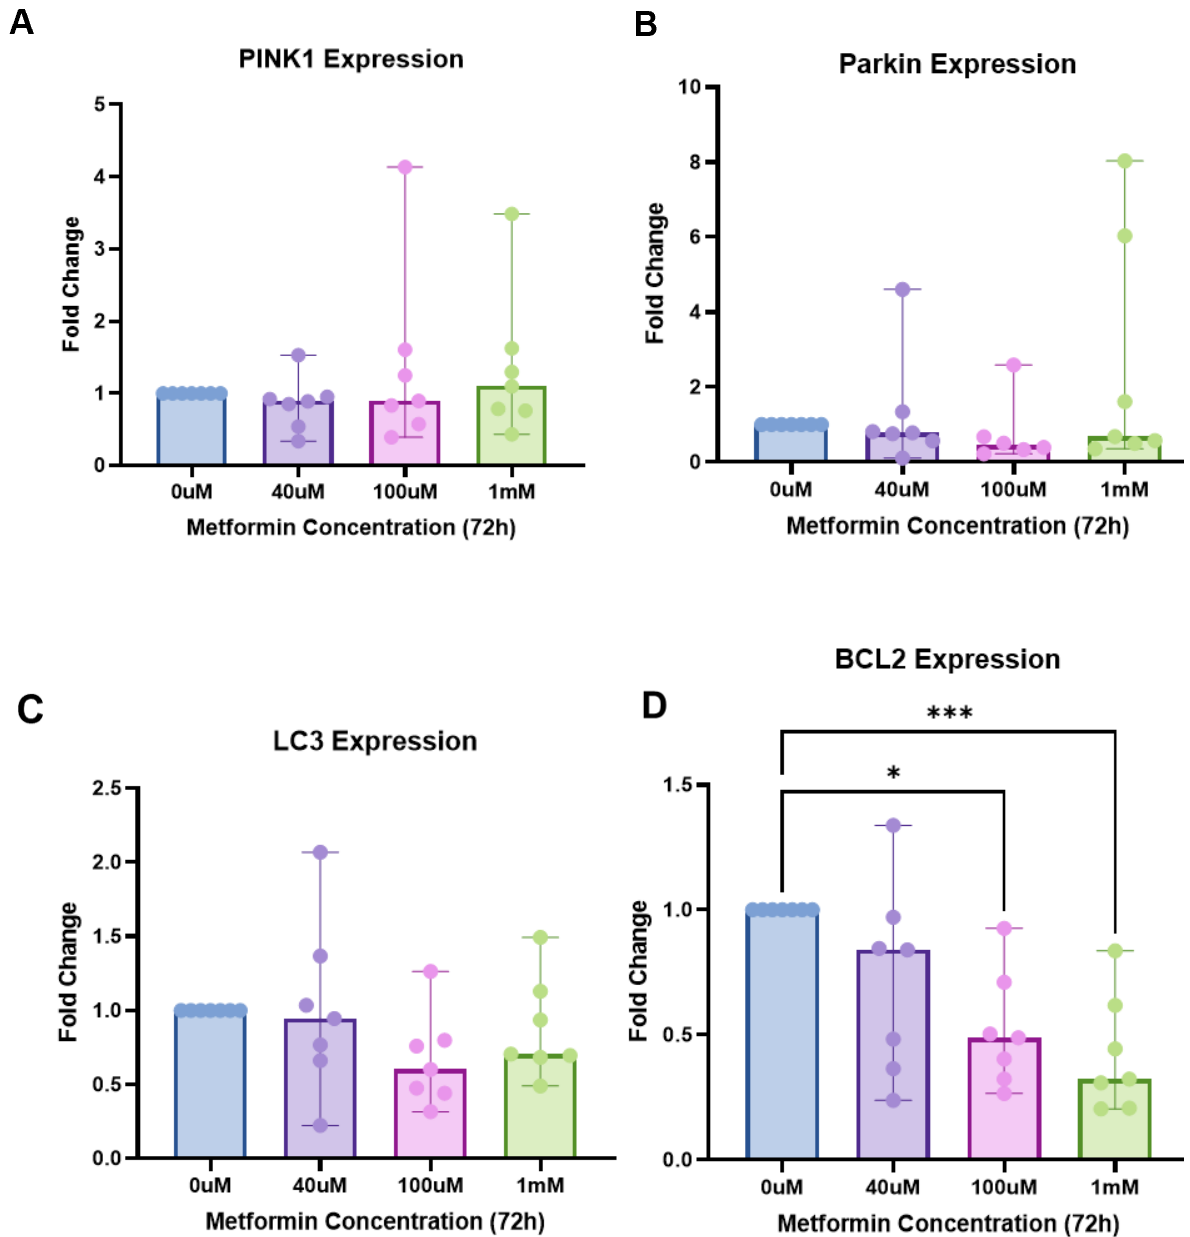 A
PINK1 Expression
5
4
3
2
1
0
Fold Change
0uM 40uM 100uM 1mM
Metformin Concentration (72h)
B
Parkin Expression
10
8
6
4
2
0
Fold Change
0uM 40uM 100uM 1mM
Metformin Concentration (72h)
C
LC3 Expression
2.5
2.0
1.5
1.0
0.5
0.0
Fold Change
0uM 40uM 100uM 1mM
Metformin Concentration (72h)
D
BCL2 Expression
***
*
1.5
1.0
0.5
0.0
Fold Change
0uM 40uM 100uM 1mM
Metformin Concentration (72h)